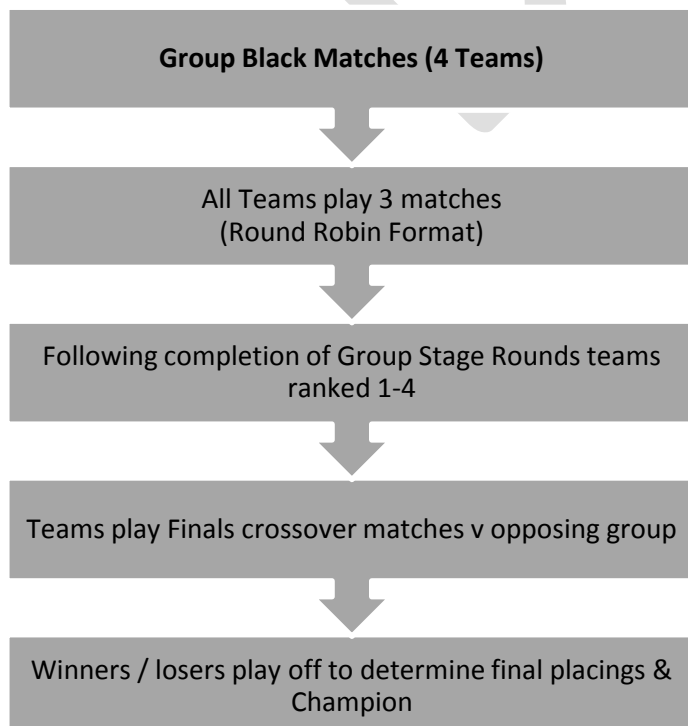 Group Black Matches (4 Teams)
All Teams play 3 matches
(Round Robin Format)
Following completion of Group Stage Rounds teams
ranked 1-4
Teams play Finals crossover matches v opposing group
Winners / losers play off to determine final placings &
Champion